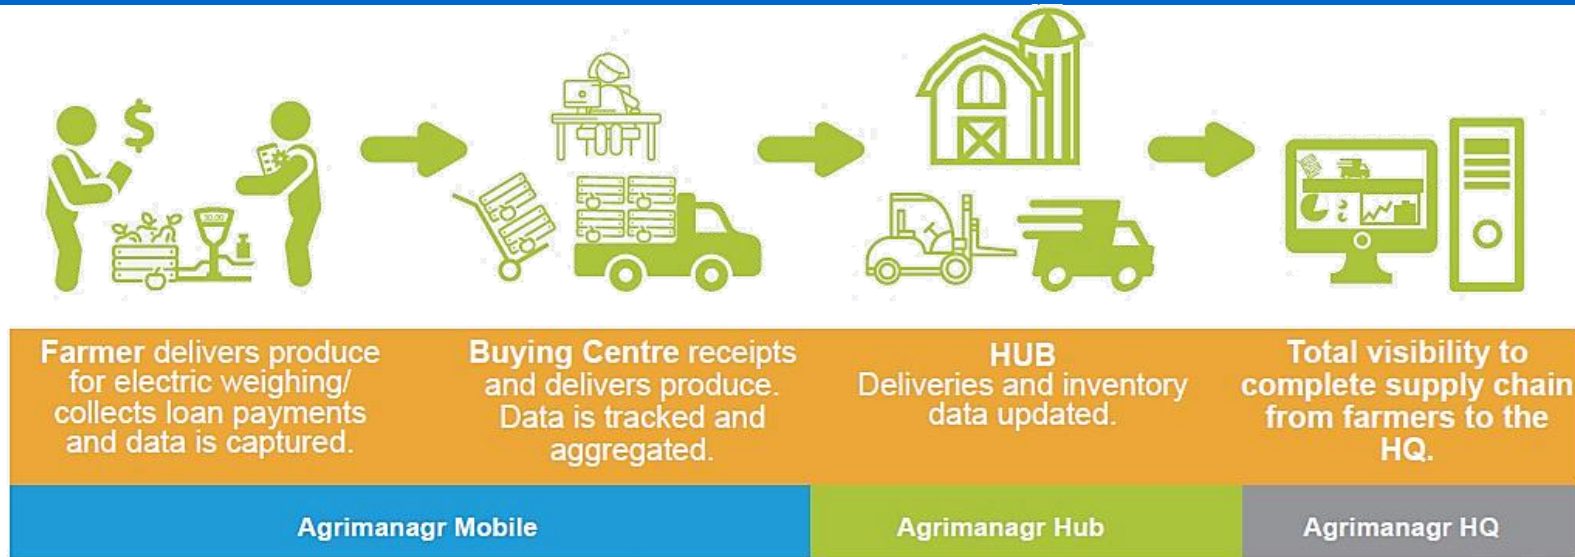 Farmer delivers produce
for electric weighing/
collects loan payments
and data is captured.
Buying Centre receipts
and delivers produce.
Data is tracked and
aggregated.
HUB
Deliveries and inventory
data updated.
Total visibility to
complete supply chain
from farmers to the
HQ.
Agrimanagr Mobile
Agrimanagr Hub
Agrimanagr HQ